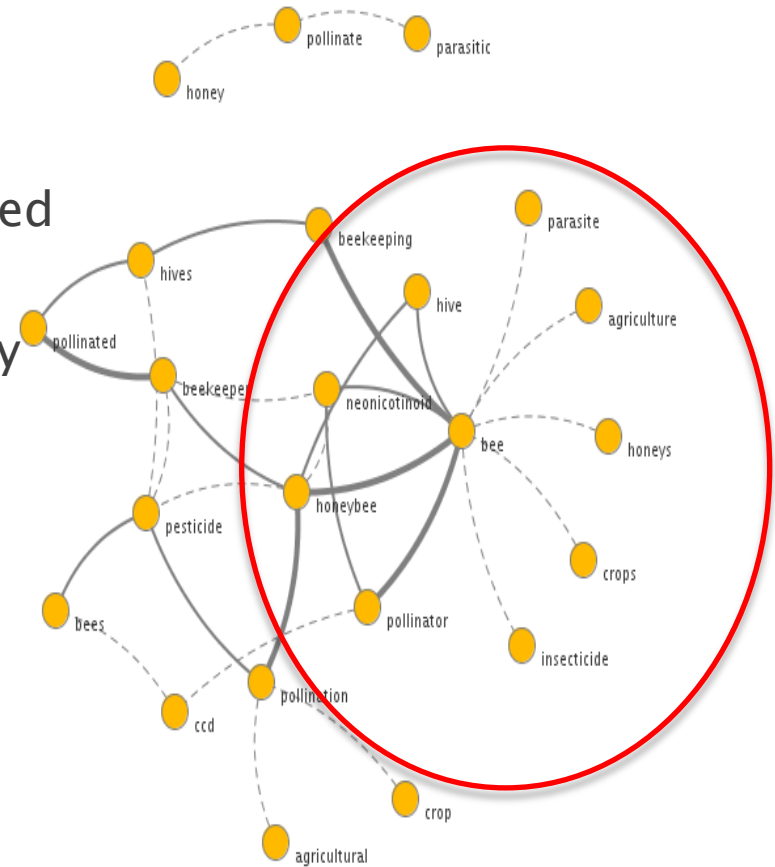 pollinate
parasitic
honey
ed
parasite
beekeeping
hives
hive
agriculture
pollinated
y
beekeeper
neonicotinoid
bee
honeys
honeybee
pesticide
crops
pollinator
bees
insecticide
pollination
ccd
crop
agricultural